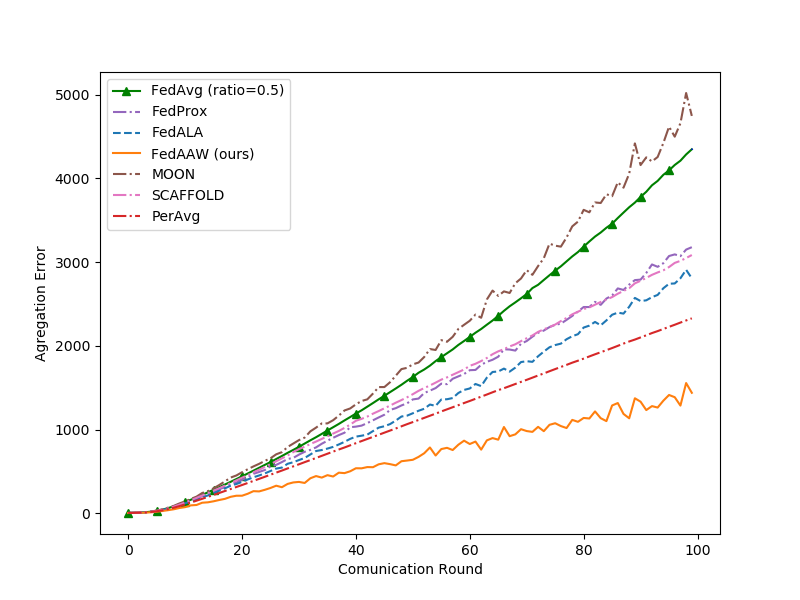 5000
4000
3000
2000
1000
0
Agregation Error
FedAvg (ratio=0.5)
FedProx
FedALA
FedAAW (ours)
MOON
SCAFFOLD
PerAvg
0 20 40 60 80 100
Comunication Round